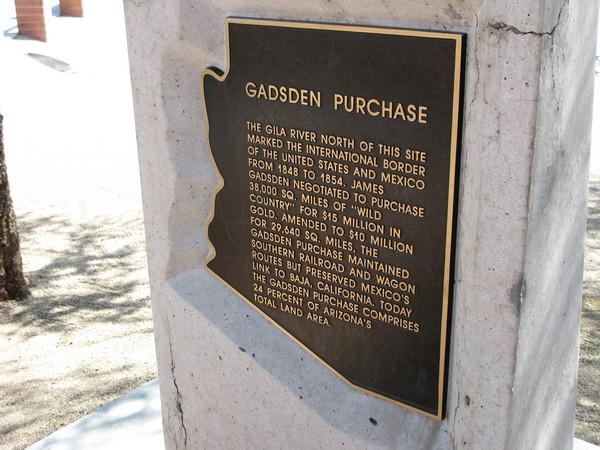 GADSDEN PURCHASE
THE GILA RIVER NORTH OF THIS SITE
MARKED THE INTERNATIONAL BORDER
OF THE UNITED STATES AND MEXICO
FROM 1848 TO 1854. JAMES
GADSDEN NEGOTIATED TO PURCHASE
38,000 SQ. MILES OF "WILD
COUNTRY" FOR $15 MILLION IN
GOLD, AMENDED TO $10 MILLION
FOR 29,640 SQ. MILES, THE
GADSDEN PURCHASE MAINTAINED
SOUTHERN RAILROAD AND WAGON
ROUTES BUT PRESERVED MEXICO'S
LINK TO BAJA, CALIFORNIA. TODAY
THE GADSDEN PURCHASE COMPRISES
24 PERCENT OF ARIZONA'S
TOTAL LAND AREA.